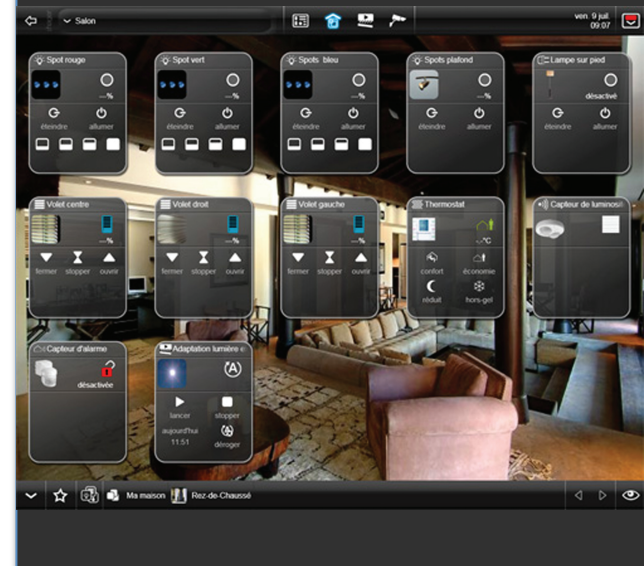 Salon
ven. 9 juil.
09:07
Spot rouge
Spot vert
Spots bleu
Spots plafond
Lampe sur pied
--%
--%
--%
--%
désactivé
éteindre allumer
éteindre allumer
éteindre allumer
éteindre allumer
éteindre allumer
Volet centre
Volet droit
Volet gauche
Thermostat
Capteur de luminosi
--%
--%
--%
--°C
fermer stopper ouvrir
fermer stopper ouvrir
fermer stopper ouvrir
confort économie
réduit hors-gel
Capteur d'alarme
Adaptation lumière e
(A)
désactivée
lancer stopper
aujourd'hui
11:51
déroger
Ma maison
Rez-de-Chaussé